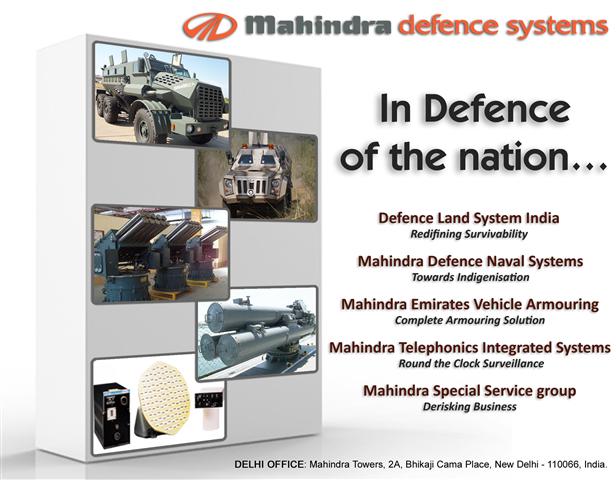 Mahindra defence systems
In Defence
of the nation...
Defence Land System India
Redifining Survivability
Mahindra Defence Naval Systems
Towards Indigenisation
Mahindra Emirates Vehicle Armouring
Complete Armouring Solution
Mahindra Telephonics Integrated Systems
Round the Clock Surveillance
Mahindra Special Service group
Derisking Business
DELHI OFFICE: Mahindra Towers, 2A, Bhikaji Cama Place, New Delhi - 110066, India.